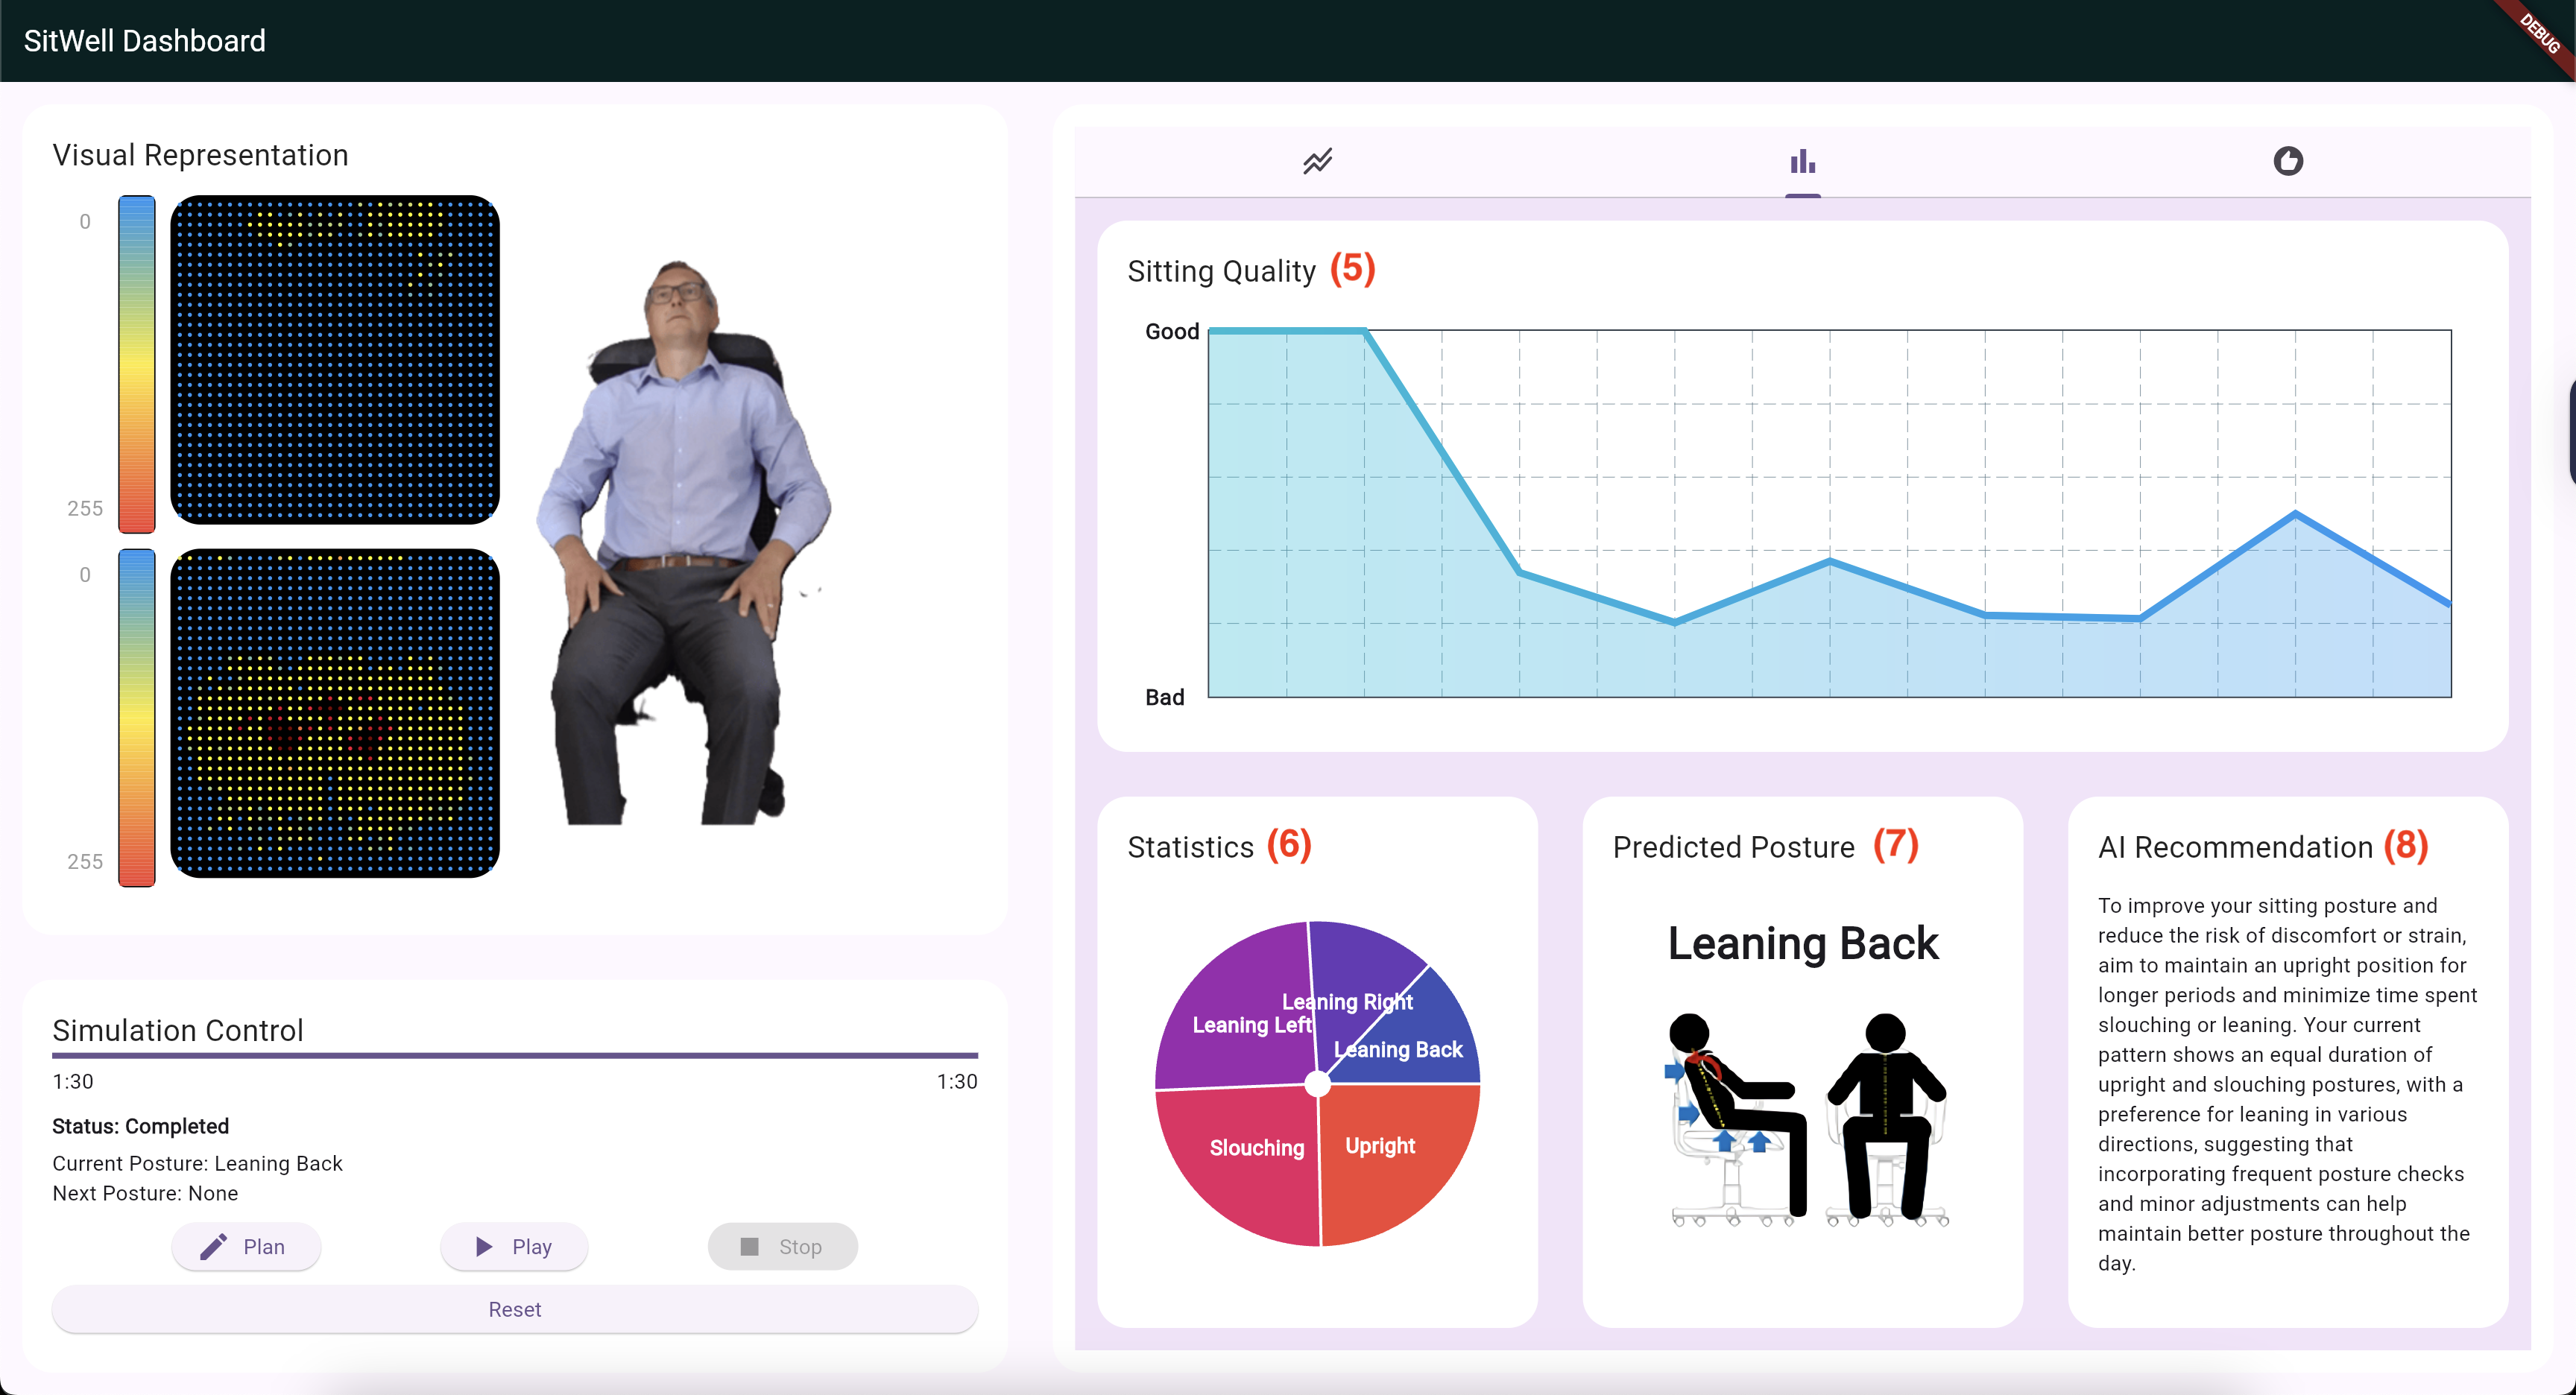 SitWell Dashboard
DEBUG
Visual Representation
0
255
0
255
Simulation Control
1:30
1:30
Status: Completed
Current Posture: Leaning Back
Next Posture: None
Plan
Play
Stop
Reset
Sitting Quality (5)
Good
Bad
Statistics (6)
Leaning Right
Leaning Left
Leaning Back
Slouching
Upright
Predicted Posture (7)
Leaning Back
AI Recommendation (8)
To improve your sitting posture and
reduce the risk of discomfort or strain,
aim to maintain an upright position for
longer periods and minimize time spent
slouching or leaning. Your current
pattern shows an equal duration of
upright and slouching postures, with a
preference for leaning in various
directions, suggesting that
incorporating frequent posture checks
and minor adjustments can help
maintain better posture throughout the
day.